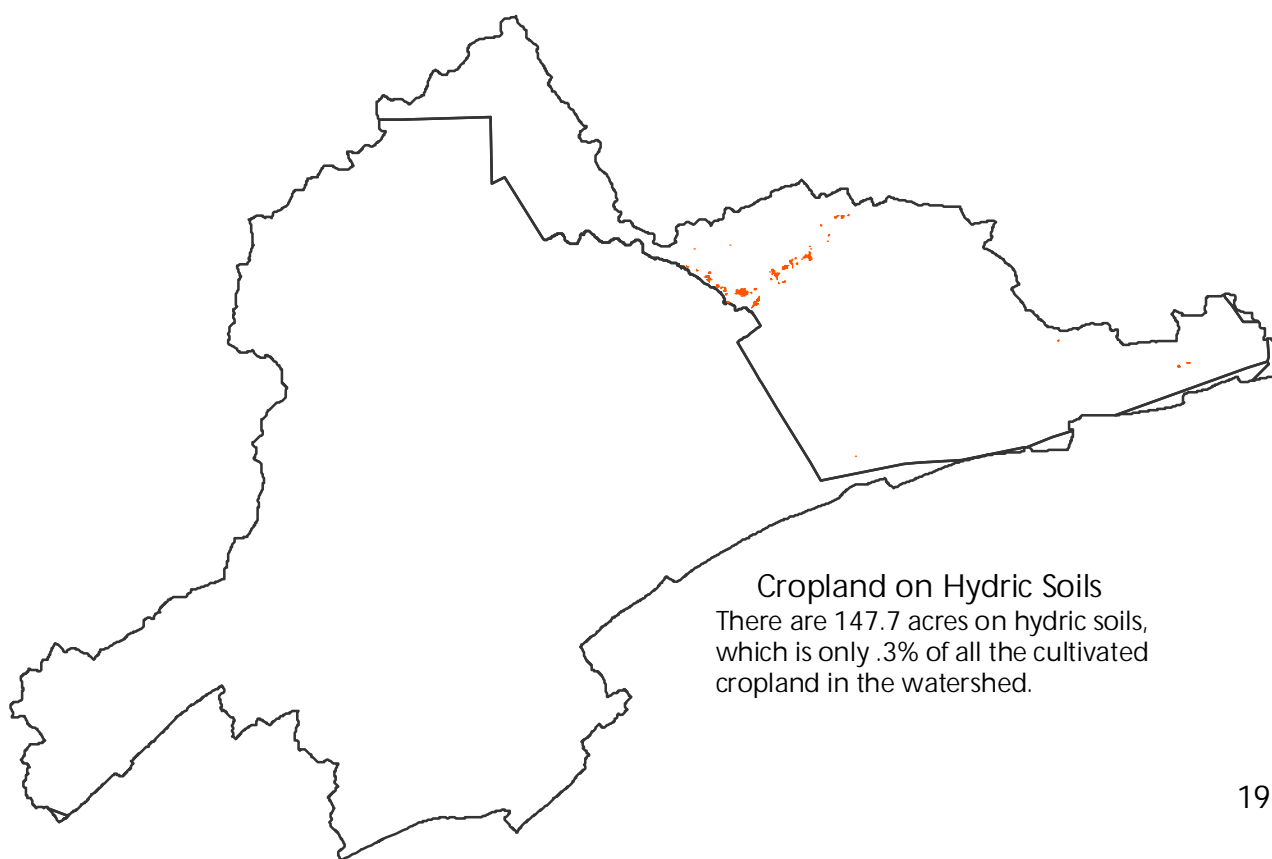 Cropland on Hydric Soils
There are 147.7 acres on hydric soils,
which is only .3% of all the cultivated
cropland in the watershed.
19